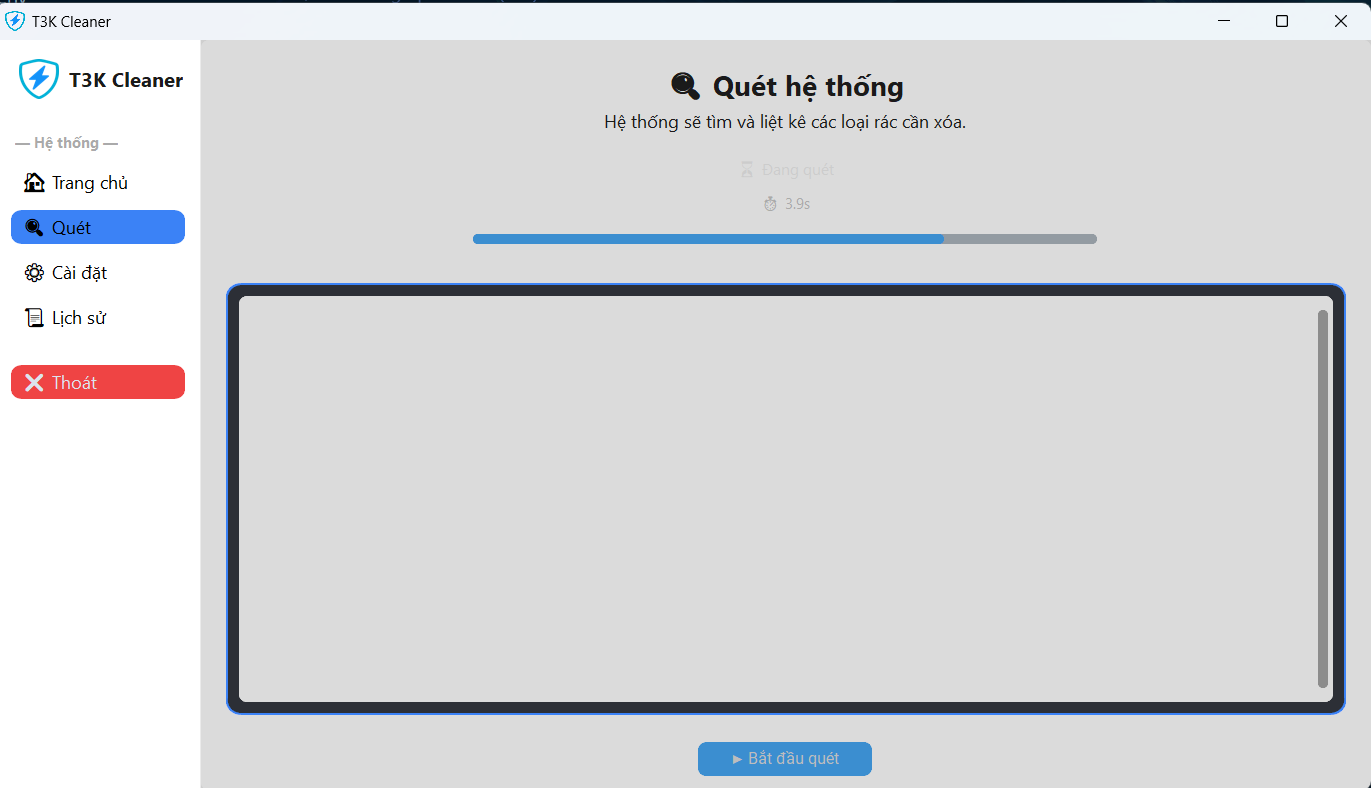 T3K Cleaner
T3K Cleaner
— Hệ thống —
Trang chủ
Quét
Cài đặt
Lịch sử
Thoát
Quét hệ thống
Hệ thống sẽ tìm và liệt kê các loại rác cần xóa.
Đang quét
3.9s
Bắt đầu quét